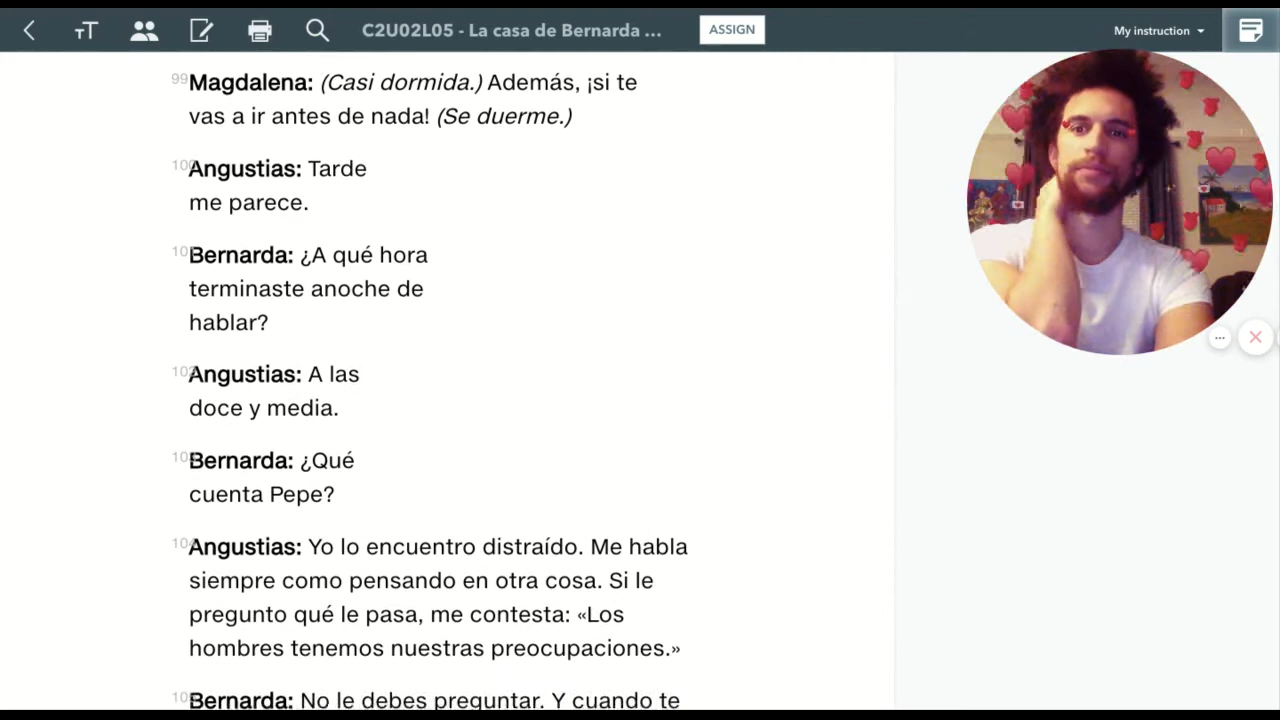 C2U02L05 - La casa de Bernarda ...
ASSIGN
My instruction
99 Magdalena: (Casi dormida.) Además, ¡si te
vas a ir antes de nada! (Se duerme.)
100 Angustias: Tarde
me parece.
Bernarda: ¿A qué hora
terminaste anoche de
hablar?
Angustias: A las
doce y media.
Bernarda: ¿Qué
cuenta Pepe?
104 Angustias: Yo lo encuentro distraído. Me habla
siempre como pensando en otra cosa. Si le
pregunto qué le pasa, me contesta: «Los
hombres tenemos nuestras preocupaciones.»
Bernarda: No le debes preguntar. Y cuando te